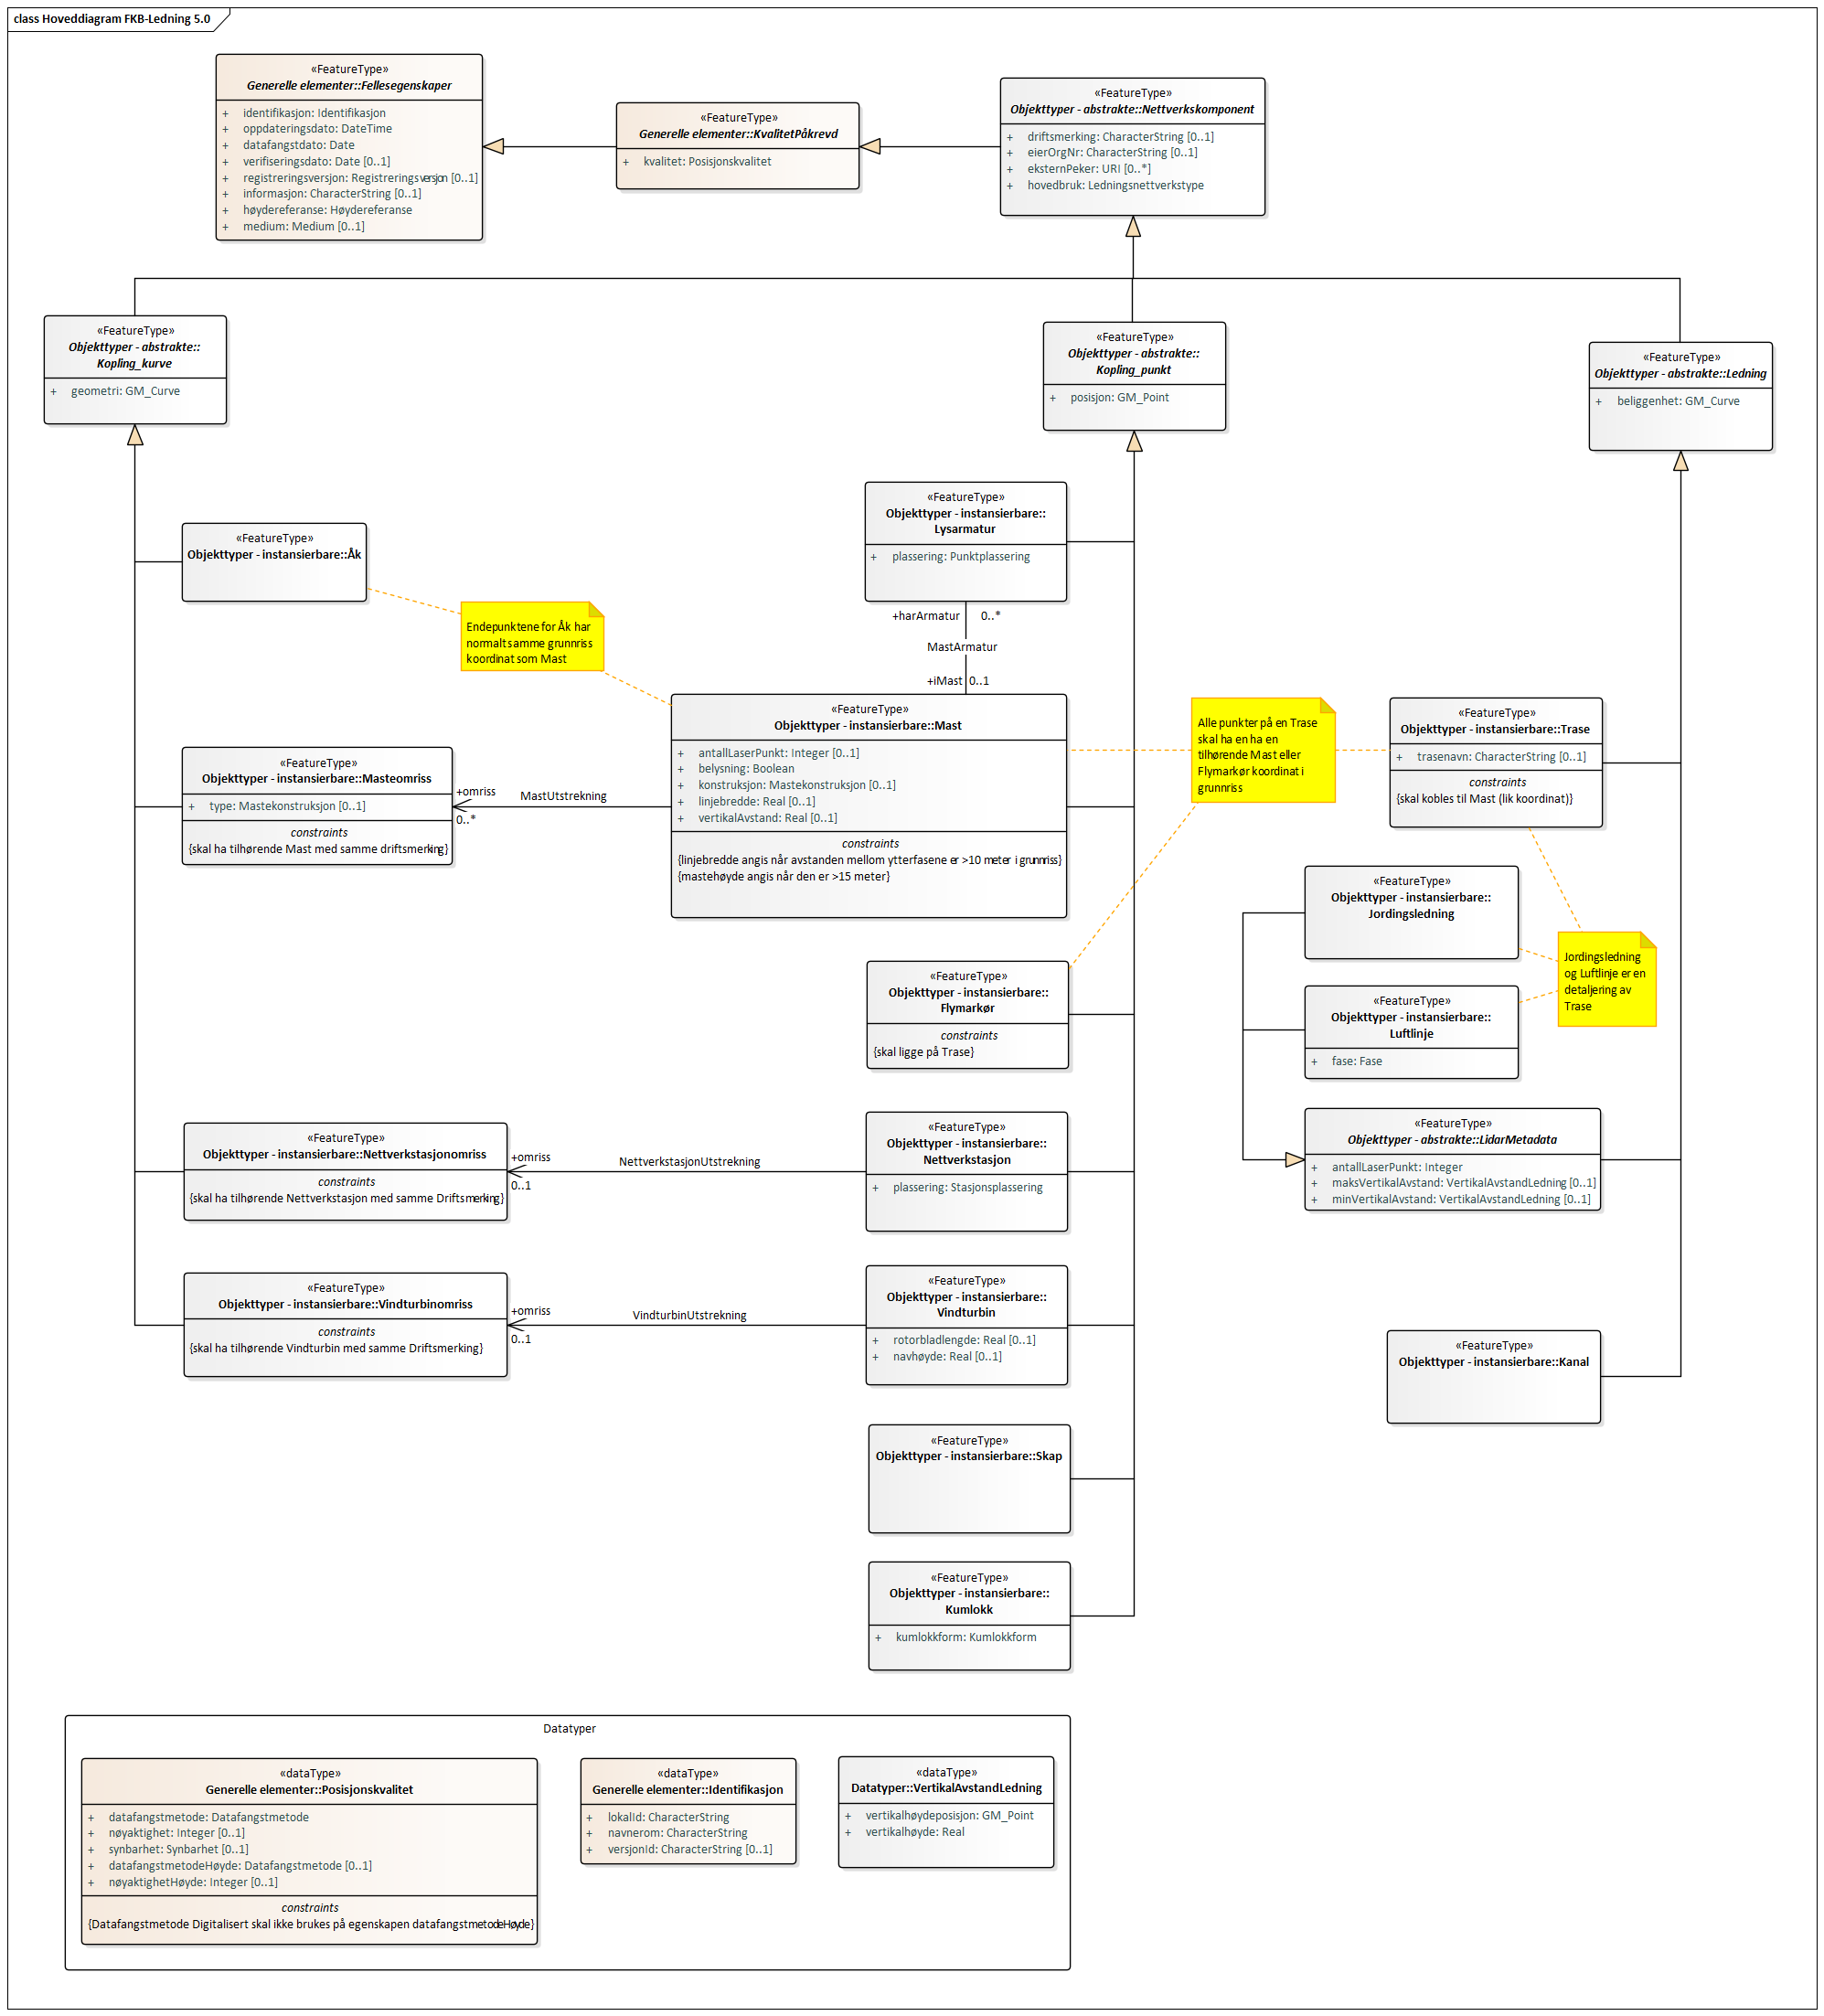 class Hoveddiagram FKB-Ledning 5.0
«FeatureType»
Generelle elementer::Fellesegenskaper
+ identifikasjon: Identifikasjon
+ oppdateringsdato: DateTime
+ datafangstdato: Date
+ verifiseringsdato: Date [0..1]
+ registreringsversjon: Registreringsversjon [0..1]
+ informasjon: CharacterString [0..1]
+ høydereferanse: Høydereferanse
+ medium: Medium [0..1]
«FeatureType»
Generelle elementer::KvalitetPåkrevd
+ kvalitet: Posisjonskvalitet
«FeatureType»
Objekttyper - abstrakte::Nettverkskomponent
+ driftsmerking: CharacterString [0..1]
+ eierOrgNr: CharacterString [0..1]
+ eksternPeker: URI [0..*]
+ hovedbruk: Ledningsnettverkstype
«FeatureType»
Objekttyper - abstrakte::
Kopling_kurve
+ geometri: GM_Curve
«FeatureType»
Objekttyper - abstrakte::
Kopling_punkt
+ posisjon: GM_Point
«FeatureType»
Objekttyper - abstrakte::Ledning
+ beliggenhet: GM_Curve
«FeatureType»
Objekttyper - instansierbare::
Lysarmatur
+ plassering: Punktplassering
«FeatureType»
Objekttyper - instansierbare::Åk
Endepunktene for Åk har
normalt samme grunnriss
koordinat som Mast
+harArmatur 0..*
MastArmatur
+iMast 0..1
«FeatureType»
Objekttyper - instansierbare::Mast
+ antallLaserPunkt: Integer [0..1]
+ belysning: Boolean
+ konstruksjon: Mastekonstruksjon [0..1]
+ linjebredde: Real [0..1]
+ vertikalAvstand: Real [0..1]
constraints
{linjebredde angis når avstanden mellom ytterfasene er >10 meter i grunnriss}
{mastehøyde angis når den er >15 meter}
Alle punkter på en Trase
skal ha en ha en
tilhørende Mast eller
Flymarkør koordinat i
grunnriss
«FeatureType»
Objekttyper - instansierbare::Trase
+ trasenavn: CharacterString [0..1]
constraints
{skal kobles til Mast (lik koordinat)}
«FeatureType»
Objekttyper - instansierbare::Masteomriss
+ type: Mastekonstruksjon [0..1]
constraints
{skal ha tilhørende Mast med samme driftsmerking}
+omriss
0..*
MastUtstrekning
«FeatureType»
Objekttyper - instansierbare::
Jordingsledning
Jordingsledning
og Luftlinje er en
detaljering av
Trase
«FeatureType»
Objekttyper - instansierbare::
Flymarkør
constraints
{skal ligge på Trase}
«FeatureType»
Objekttyper - instansierbare::
Luftlinje
+ fase: Fase
«FeatureType»
Objekttyper - abstrakte::LidarMetadata
+ antallLaserPunkt: Integer
+ maksVertikalAvstand: VertikalAvstandLedning [0..1]
+ minVertikalAvstand: VertikalAvstandLedning [0..1]
«FeatureType»
Objekttyper - instansierbare::Nettverkstasjonomriss
constraints
{skal ha tilhørende Nettverkstasjon med samme Driftsmerking}
+omriss
0..1
NettverkstasjonUtstrekning
«FeatureType»
Objekttyper - instansierbare::
Nettverkstasjon
+ plassering: Stasjonsplassering
«FeatureType»
Objekttyper - instansierbare::Vindturbinomriss
constraints
{skal ha tilhørende Vindturbin med samme Driftsmerking}
+omriss
0..1
VindturbinUtstrekning
«FeatureType»
Objekttyper - instansierbare::
Vindturbin
+ rotorbladlengde: Real [0..1]
+ navhøyde: Real [0..1]
«FeatureType»
Objekttyper - instansierbare::Kanal
«FeatureType»
Objekttyper - instansierbare::Skap
«FeatureType»
Objekttyper - instansierbare::
Kumlokk
+ kumlokkform: Kumlokkform
Datatyper
«dataType»
Generelle elementer::Posisjonskvalitet
+ datafangstmetode: Datafangstmetode
+ nøyaktighet: Integer [0..1]
+ synbarhet: Synbarhet [0..1]
+ datafangstmetodeHøyde: Datafangstmetode [0..1]
+ nøyaktighetHøyde: Integer [0..1]
constraints
{Datafangstmetode Digitalisert skal ikke brukes på egenskapen datafangstmetodeHøyde}
«dataType»
Generelle elementer::Identifikasjon
+ lokalId: CharacterString
+ navnerom: CharacterString
+ versjonId: CharacterString [0..1]
«dataType»
Datatyper::VertikalAvstandLedning
+ vertikalhøydeposisjon: GM_Point
+ vertikalhøyde: Real